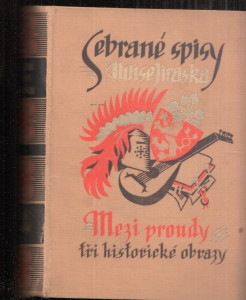 Sebrané spisy
Aloise Jiráska
Mezi proudy
tři historické obrazy